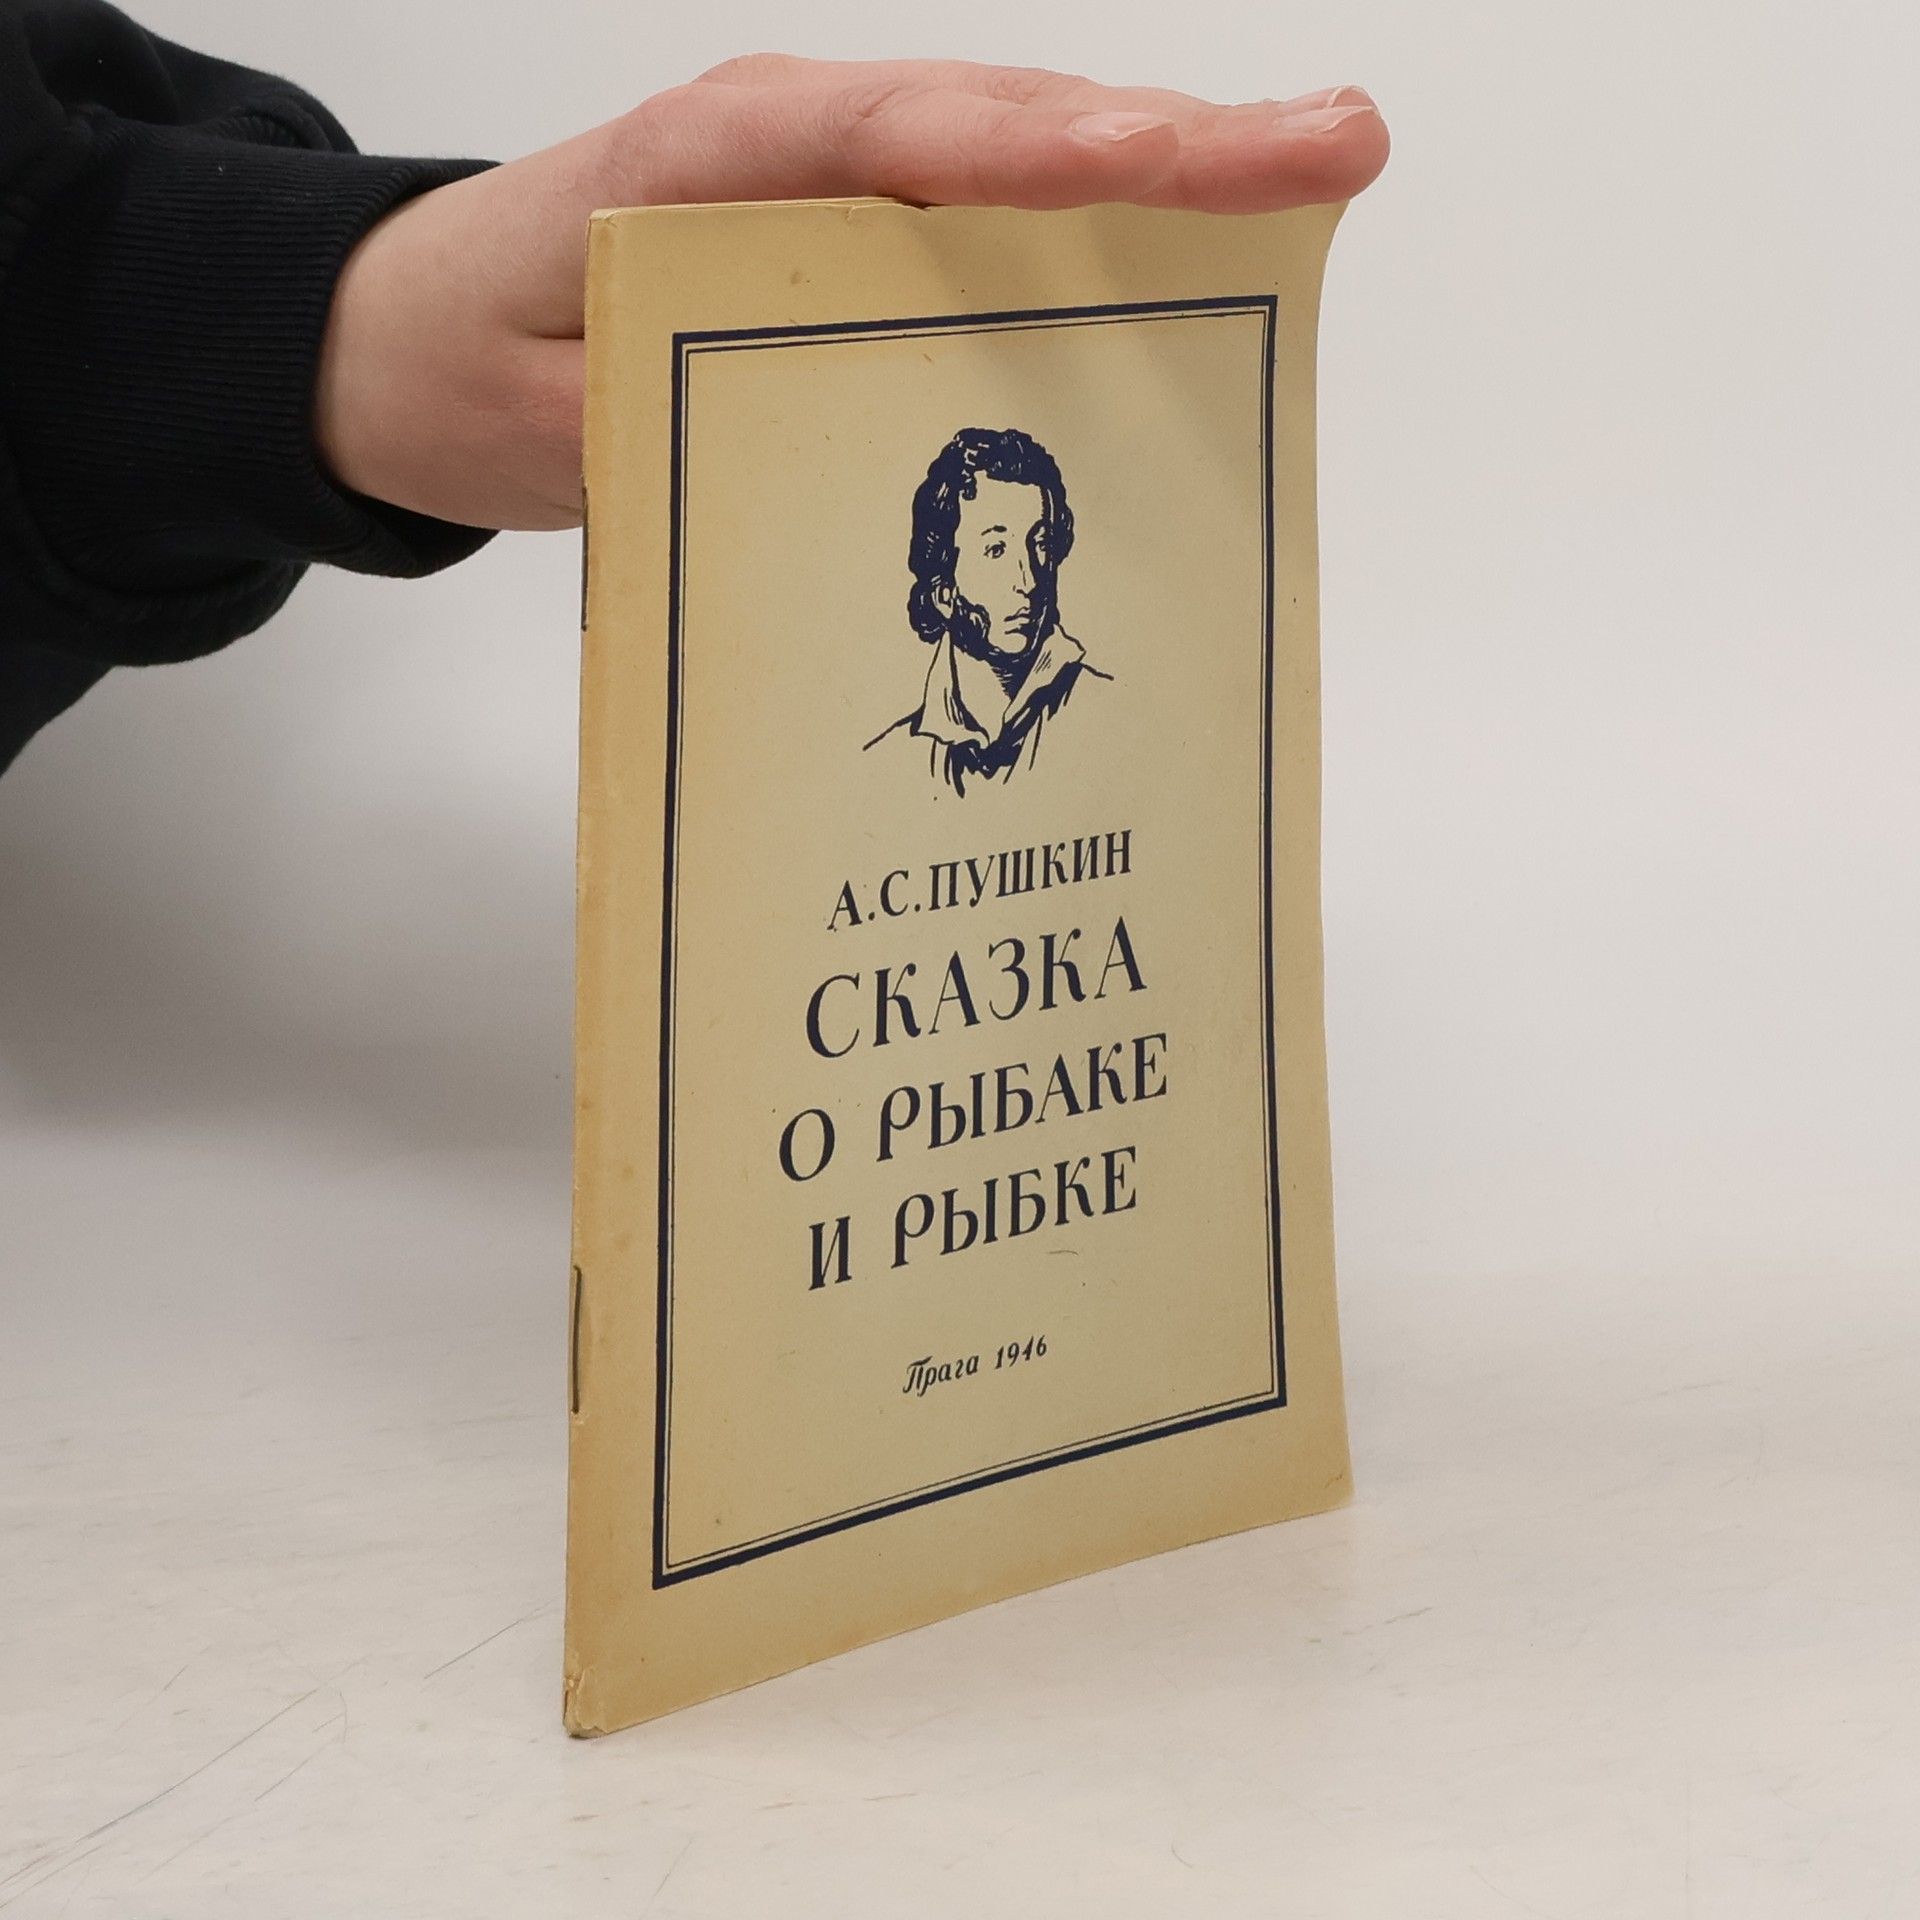 А.С.ПУШКИН
СКАЗКА
О РЫБАКЕ
И РЫБКЕ
Прага 1946